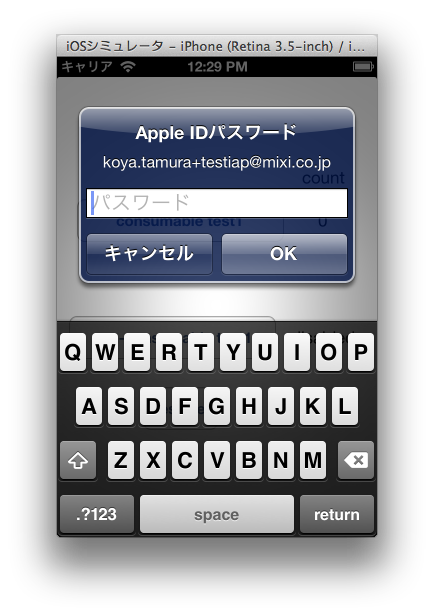 iOSシミュレータ – iPhone (Retina 3.5-inch) / i...
キャリア 12:29 PM
Apple IDパスワード
koya.tamura+testiap@mixi.co.jp
count
パスワード
consumable test1 0
キャンセル OK
Q W E R T Y U I O P
A S D F G H J K L
Z X C V B N M
.?123 space return